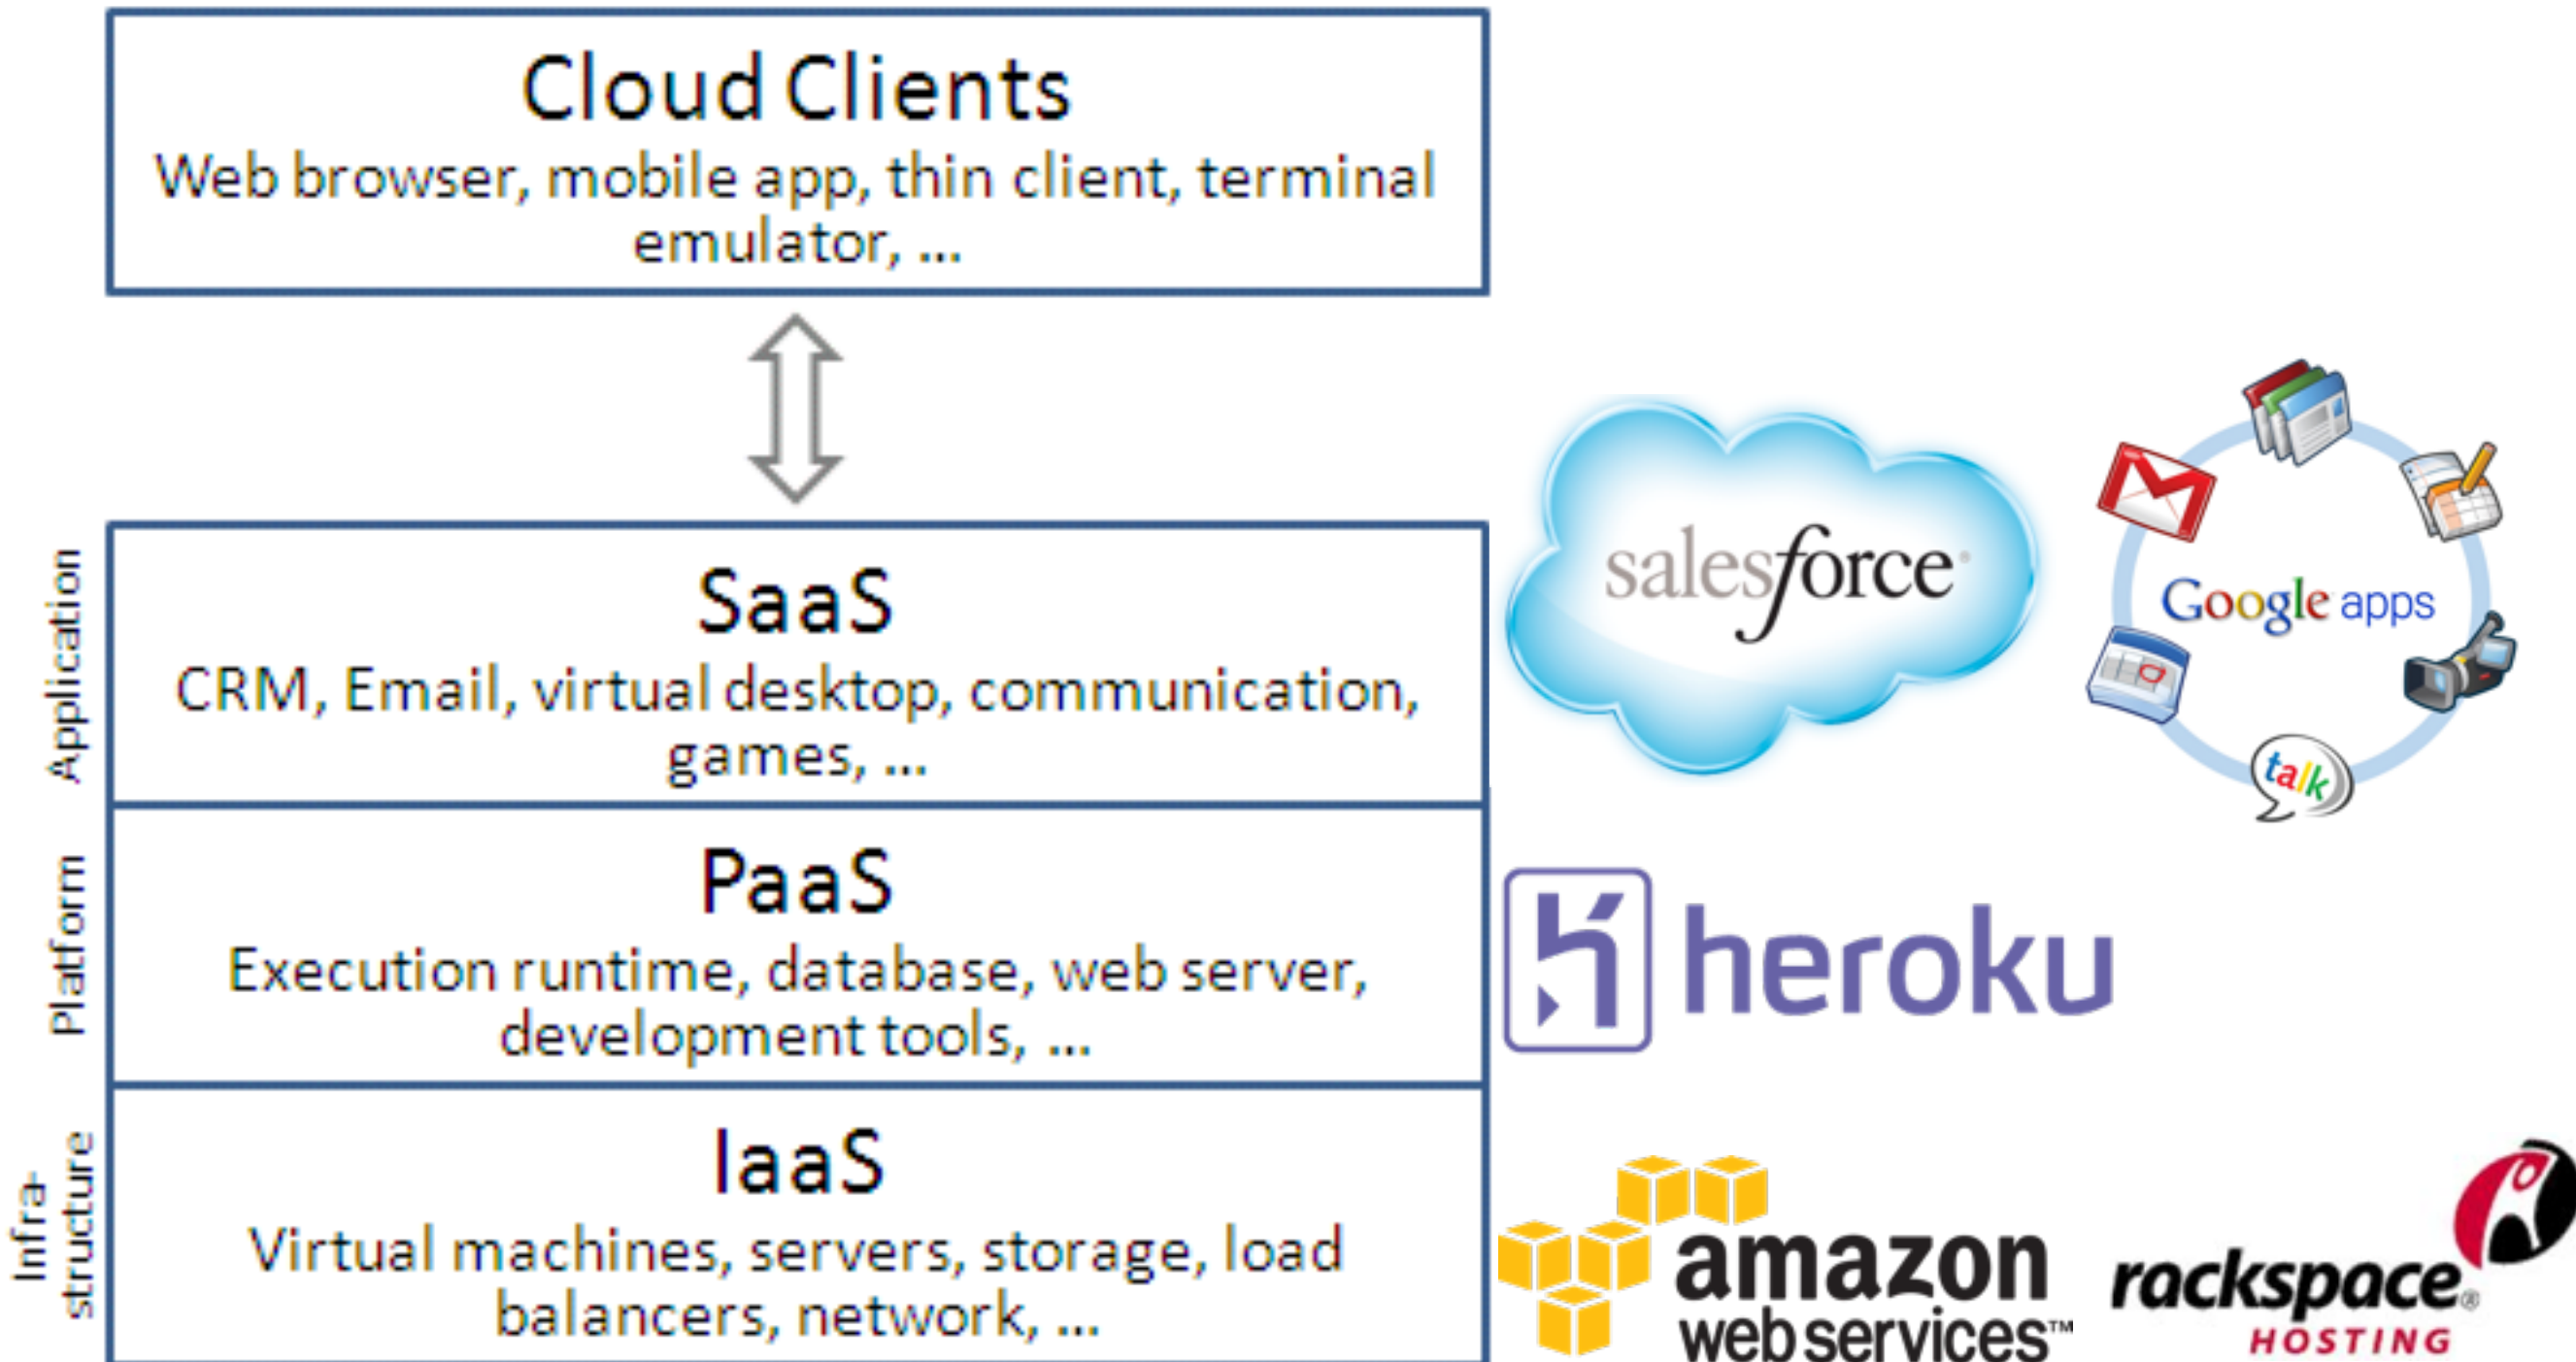 Cloud Clients
Web browser, mobile app, thin client, terminal
emulator, ...
Application
SaaS
CRM, Email, virtual desktop, communication,
games, ...
salesforce®
Google apps
talk
Platform
PaaS
Execution runtime, database, web server,
development tools, ...
heroku
Infra-
structure
IaaS
Virtual machines, servers, storage, load
balancers, network, ...
amazon
web services™
rackspace®
HOSTING